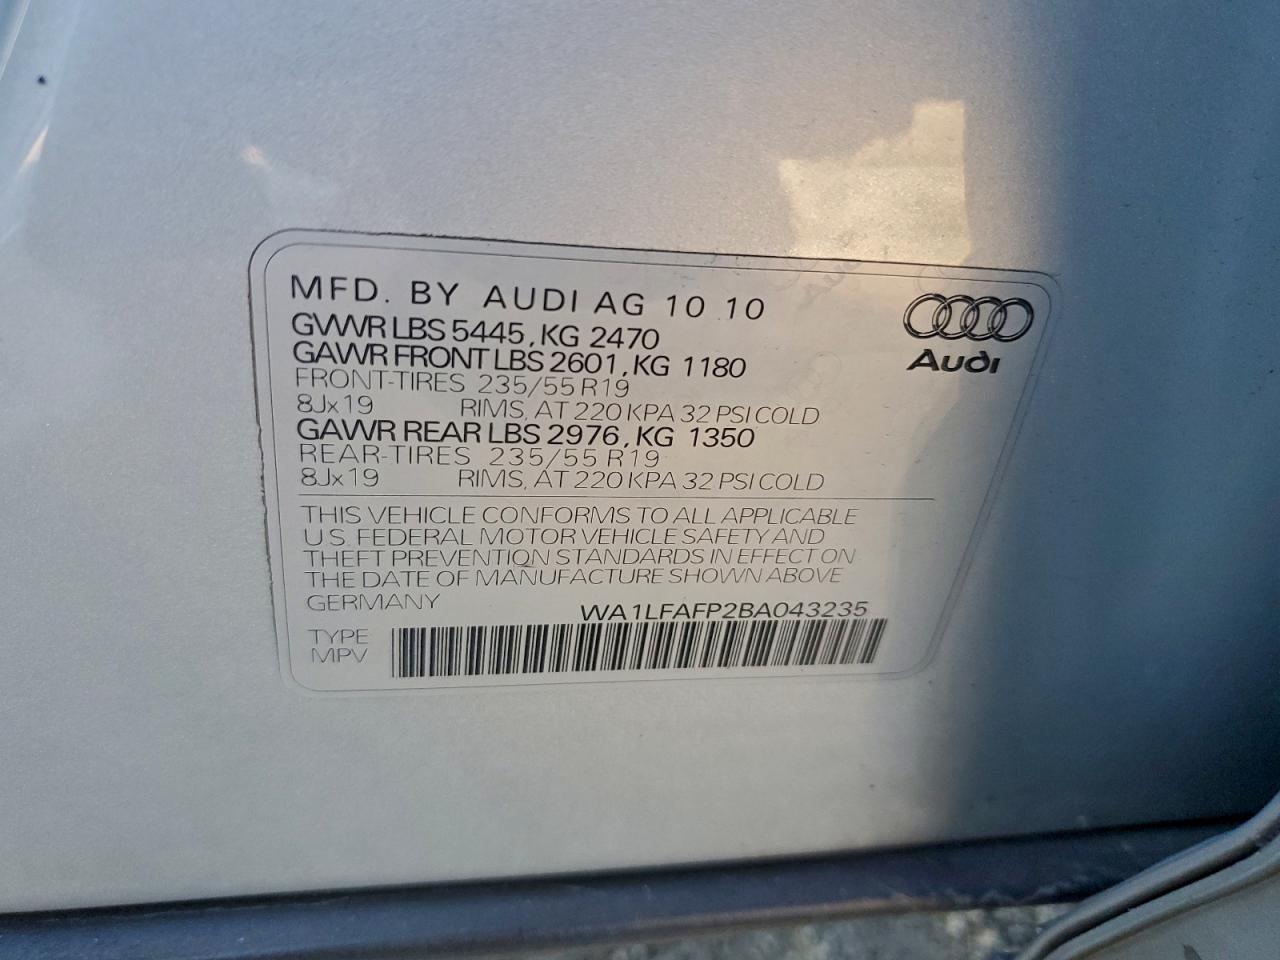 MFD. BY AUDI AG 10 10
GVWR LBS 5445, KG 2470
GAWR FRONT LBS 2601, KG 1180
FRONT-TIRES 235/55 R19
8Jx19 RIMS, AT 220 KPA 32 PSI COLD
GAWR REAR LBS 2976, KG 1350
REAR-TIRES 235/55 R19
8Jx19 RIMS, AT 220 KPA 32 PSI COLD
Audi
THIS VEHICLE CONFORMS TO ALL APPLICABLE
U.S. FEDERAL MOTOR VEHICLE SAFETY AND
THEFT PREVENTION STANDARDS IN EFFECT ON
THE DATE OF MANUFACTURE SHOWN ABOVE
GERMANY WA1LFAFP2BA043235
TYPE
MPV